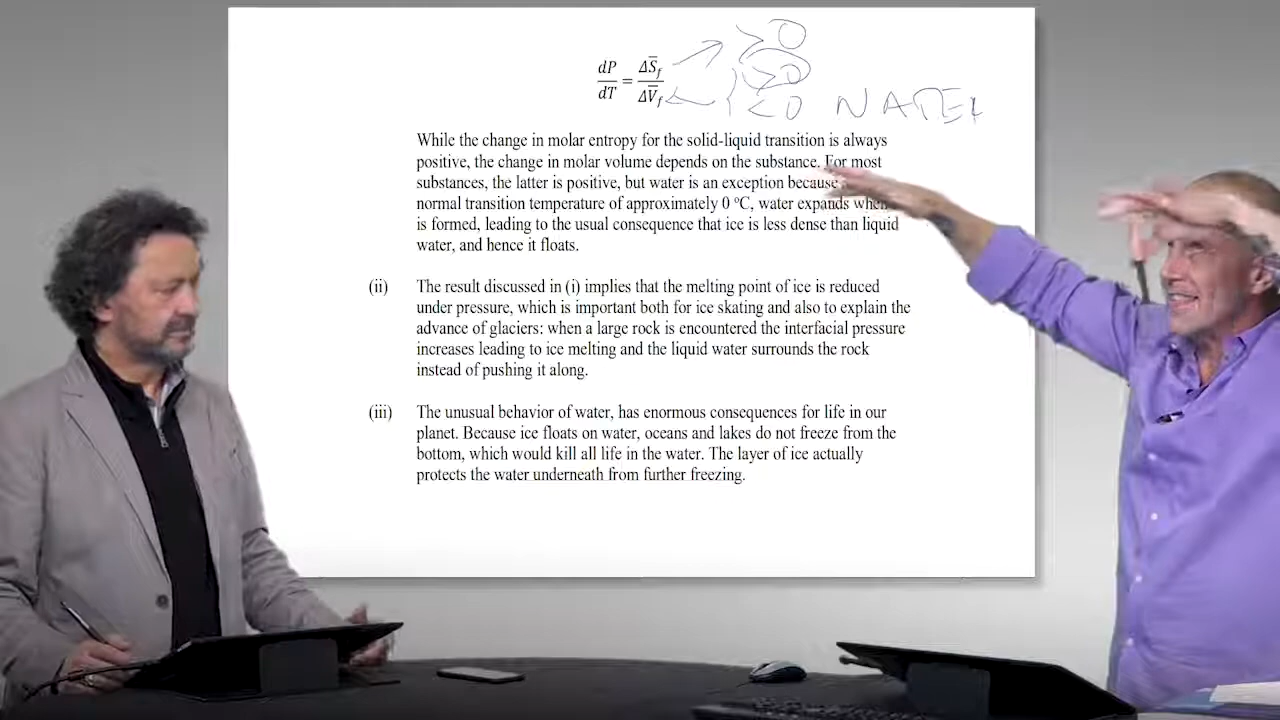 >0
dP/dT = ΔS̄f/ΔV̄f
>0
<0 WATER
While the change in molar entropy for the solid-liquid transition is always
positive, the change in molar volume depends on the substance. For most
substances, the latter is positive, but water is an exception because
normal transition temperature of approximately 0 °C, water expands when
is formed, leading to the usual consequence that ice is less dense than liquid
water, and hence it floats.
(ii) The result discussed in (i) implies that the melting point of ice is reduced
under pressure, which is important both for ice skating and also to explain the
advance of glaciers: when a large rock is encountered the interfacial pressure
increases leading to ice melting and the liquid water surrounds the rock
instead of pushing it along.
(iii) The unusual behavior of water, has enormous consequences for life in our
planet. Because ice floats on water, oceans and lakes do not freeze from the
bottom, which would kill all life in the water. The layer of ice actually
protects the water underneath from further freezing.